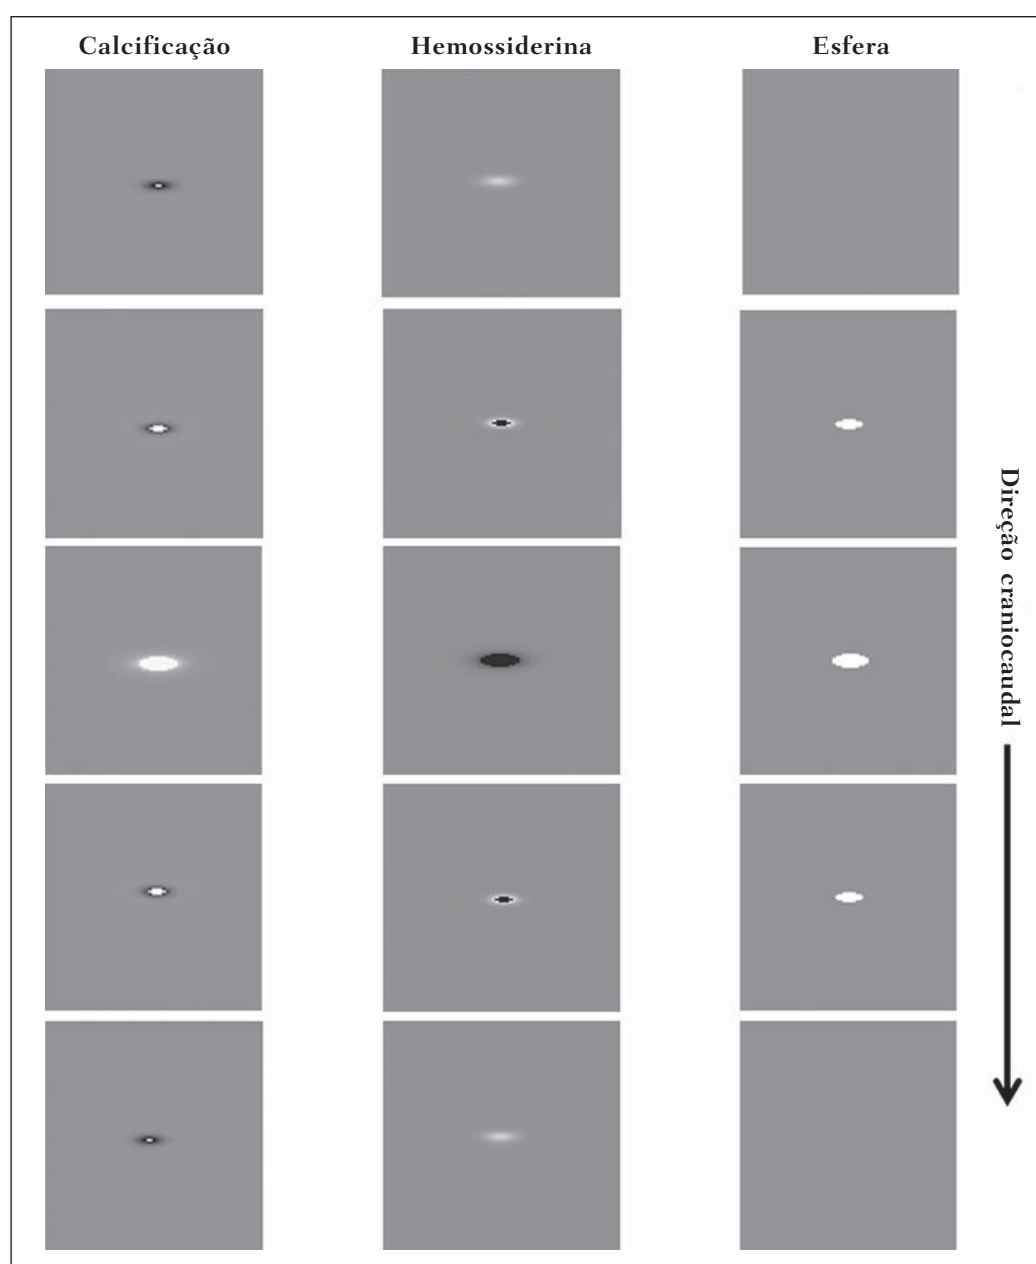 Calcificação
Hemossiderina
Esfera
Direção craniocaudal